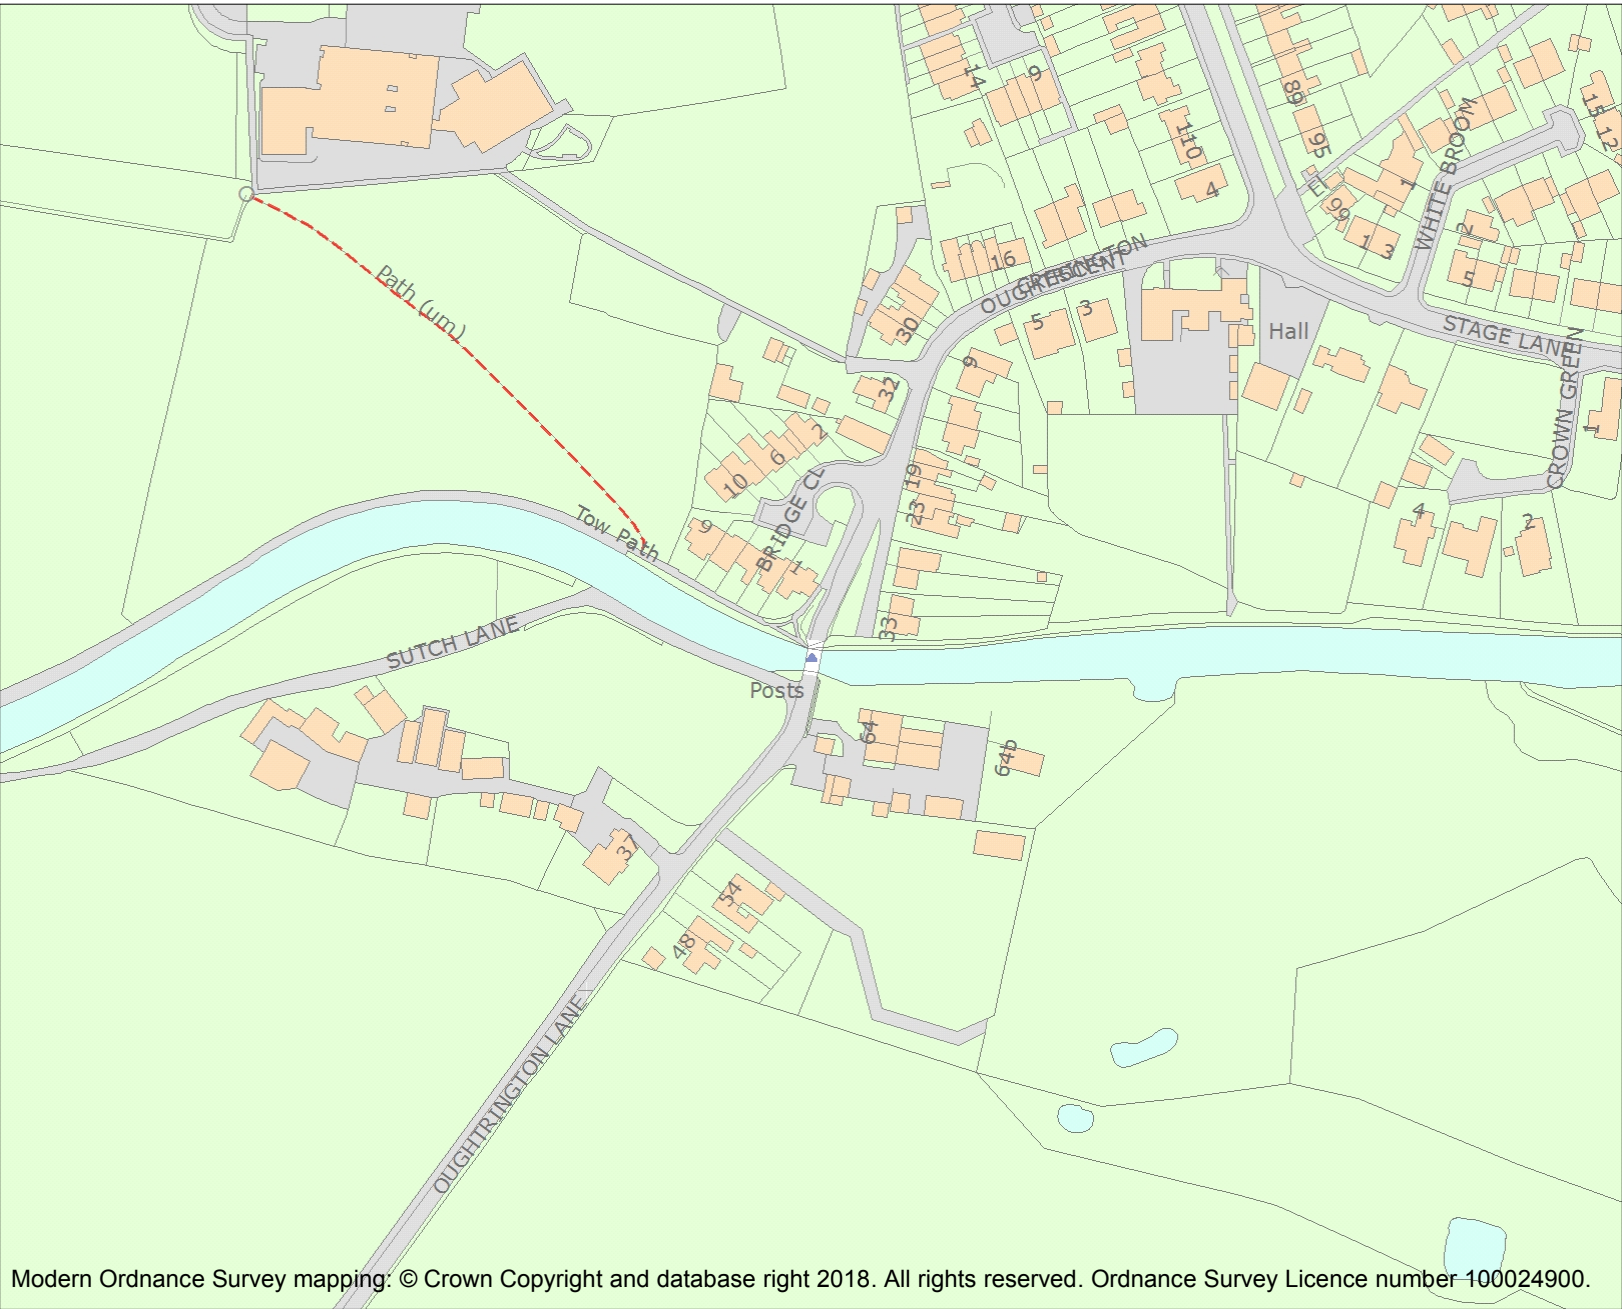 14
9
89
95
110
4
15
12
1
WHITE BROOM
El
99
1
3
2
5
16
OUGHTRINGTON
CRESCENT
Path (um)
30
5
3
Hall
STAGE LANE
CROWN GREEN
1
9
32
2
6
10
19
23
BRIDGE CL
9
1
Tow Path
4
2
33
SUTCH LANE
Posts
64
64b
37
54
48
OUGHTRINGTON LANE
Modern Ordnance Survey mapping: © Crown Copyright and database right 2018. All rights reserved. Ordnance Survey Licence number 100024900.